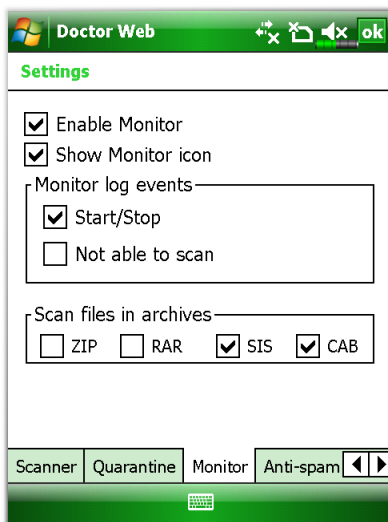 Doctor Web ok
Settings
Enable Monitor
Show Monitor icon
Monitor log events
Start/Stop
Not able to scan
Scan files in archives
ZIP RAR SIS CAB
Scanner Quarantine Monitor Anti-spam